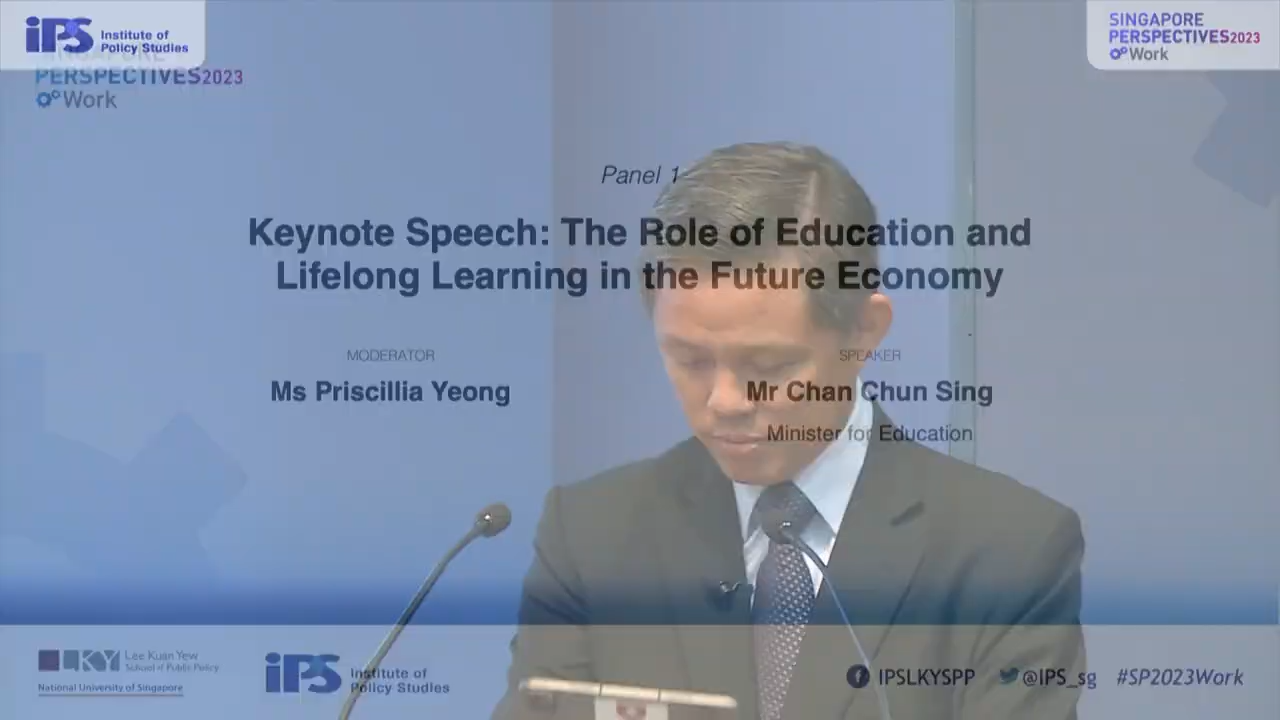 iPS Institute of
Policy Studies
SINGAPORE
PERSPECTIVES2023
Work
SINGAPORE
PERSPECTIVES2023
Work
Panel 1
Keynote Speech: The Role of Education and
Lifelong Learning in the Future Economy
MODERATOR
Ms Priscillia Yeong
SPEAKER
Mr Chan Chun Sing
Minister for Education
LKY Lee Kuan Yew
School of Public Policy
National University of Singapore
iPS Institute of
Policy Studies
IPSLKYSPP
@IPS_sg
#SP2023Work